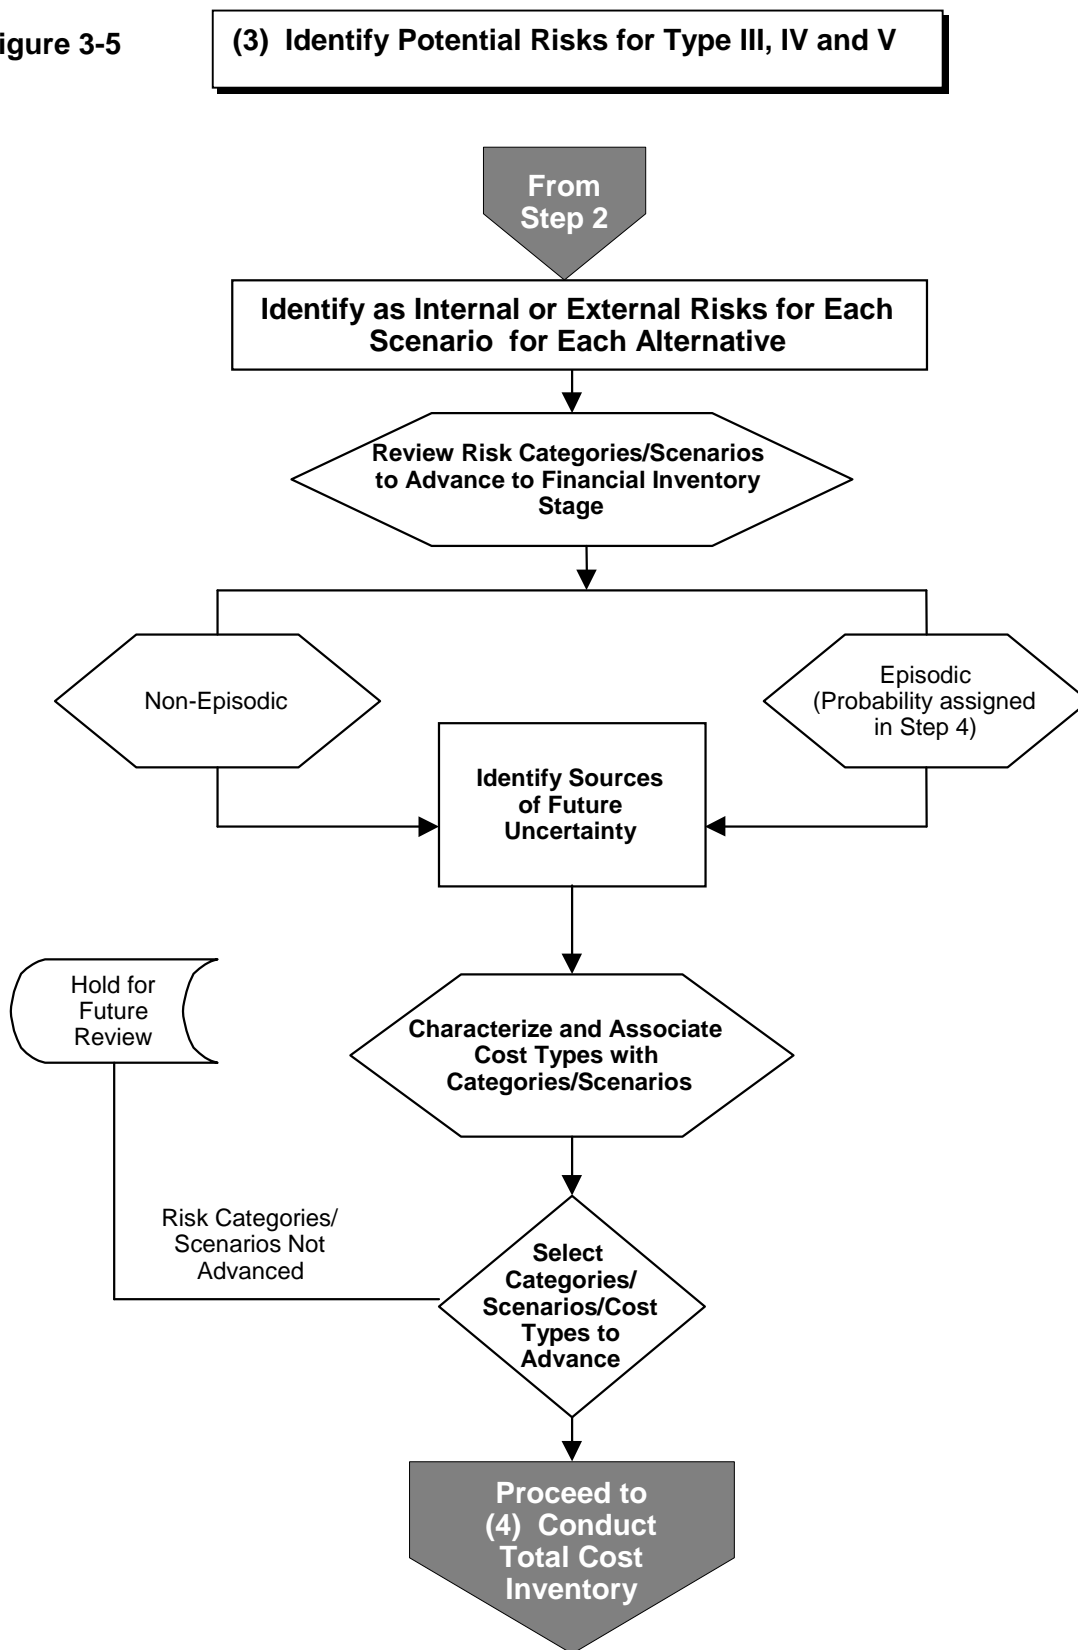 igure 3-5
(3) Identify Potential Risks for Type III, IV and V
From
Step 2
Identify as Internal or External Risks for Each
Scenario for Each Alternative
Review Risk Categories/Scenarios
to Advance to Financial Inventory
Stage
Non-Episodic
Episodic
(Probability assigned
in Step 4)
Identify Sources
of Future
Uncertainty
Hold for
Future
Review
Characterize and Associate
Cost Types with
Categories/Scenarios
Risk Categories/
Scenarios Not
Advanced
Select
Categories/
Scenarios/Cost
Types to
Advance
Proceed to
(4) Conduct
Total Cost
Inventory